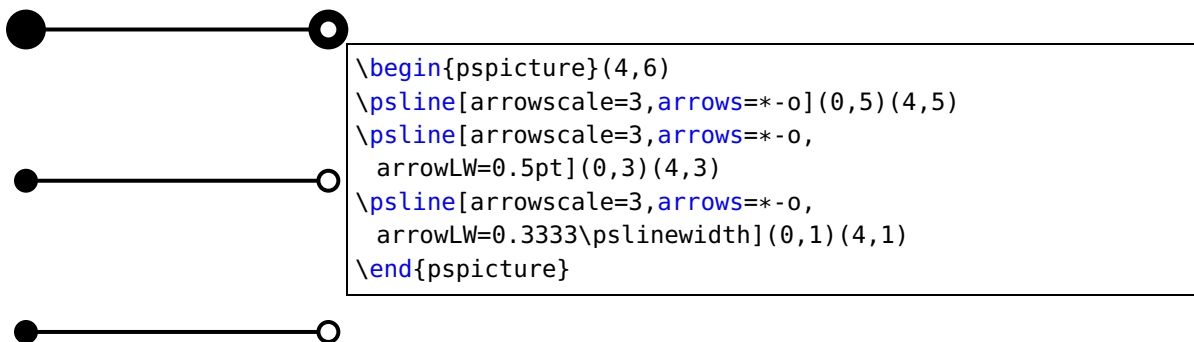 \begin{pspicture}(4,6)
\psline[arrowscale=3,arrows=*-o](0,5)(4,5)
\psline[arrowscale=3,arrows=*-o,
arrowLW=0.5pt](0,3)(4,3)
\psline[arrowscale=3,arrows=*-o,
arrowLW=0.3333\pslinewidth](0,1)(4,1)
\end{pspicture}